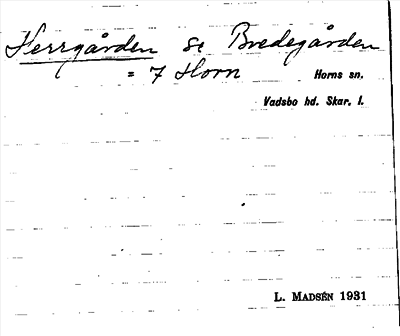 Herrgården se Bredegården
= 7 Horn Horns sn.
Vadsbo hd. Skar. l.
L. Madsén 1931